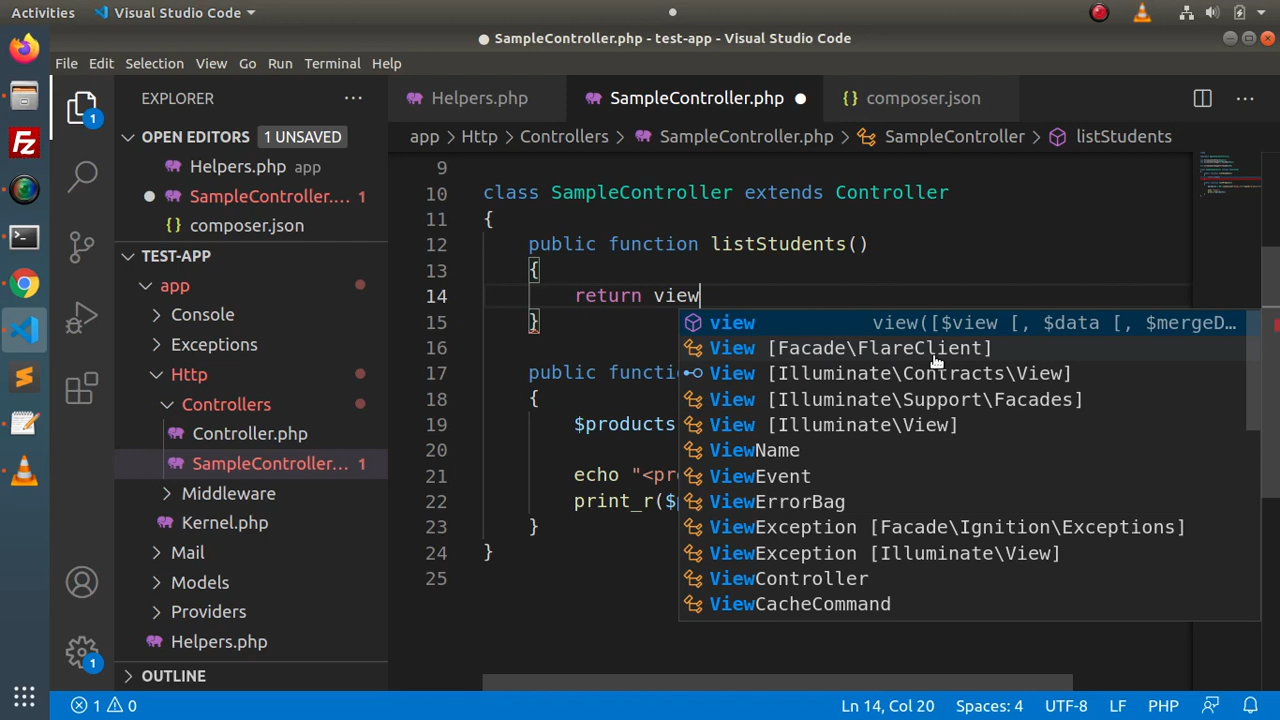 Activities
Visual Studio Code
SampleController.php - test-app - Visual Studio Code
File Edit Selection View Go Run Terminal Help
EXPLORER
OPEN EDITORS 1 UNSAVED
Helpers.php app
SampleController.... 1
composer.json
TEST-APP
app
Console
Exceptions
Http
Controllers
Controller.php
SampleController... 1
Middleware
Kernel.php
Mail
Models
Providers
Helpers.php
OUTLINE
1
1
Helpers.php
SampleController.php
composer.json
app > Http > Controllers > SampleController.php > SampleController > listStudents
9
10 class SampleController extends Controller
11 {
12 public function listStudents()
13 {
14 return view
15 }
16
17 public functi
18 {
19 $products
20
21 echo "<pr
22 print_r($p
23 }
24 }
25
view view([$view [, $data [, $mergeD...
View [Facade\FlareClient]
View [Illuminate\Contracts\View]
View [Illuminate\Support\Facades]
View [Illuminate\View]
ViewName
ViewEvent
ViewErrorBag
ViewException [Facade\Ignition\Exceptions]
ViewException [Illuminate\View]
ViewController
ViewCacheCommand
1 0
Ln 14, Col 20 Spaces: 4 UTF-8 LF PHP